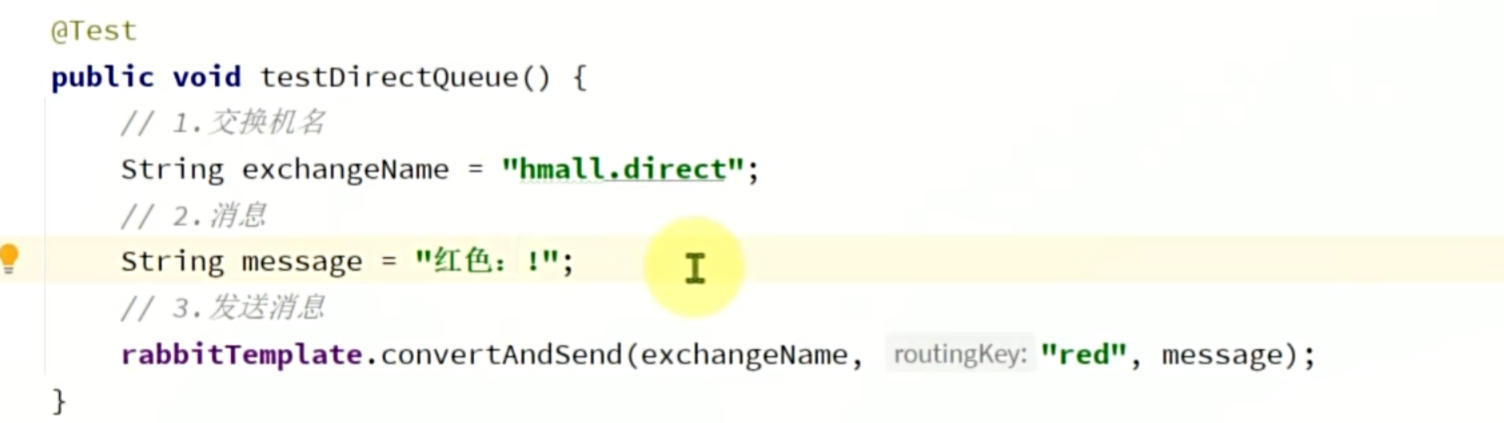 @Test
public void testDirectQueue() {
// 1.交换机名
String exchangeName = "hmall.direct";
// 2.消息
String message = "红色：!";
// 3.发送消息
rabbitTemplate.convertAndSend(exchangeName, routingKey: "red", message);
}